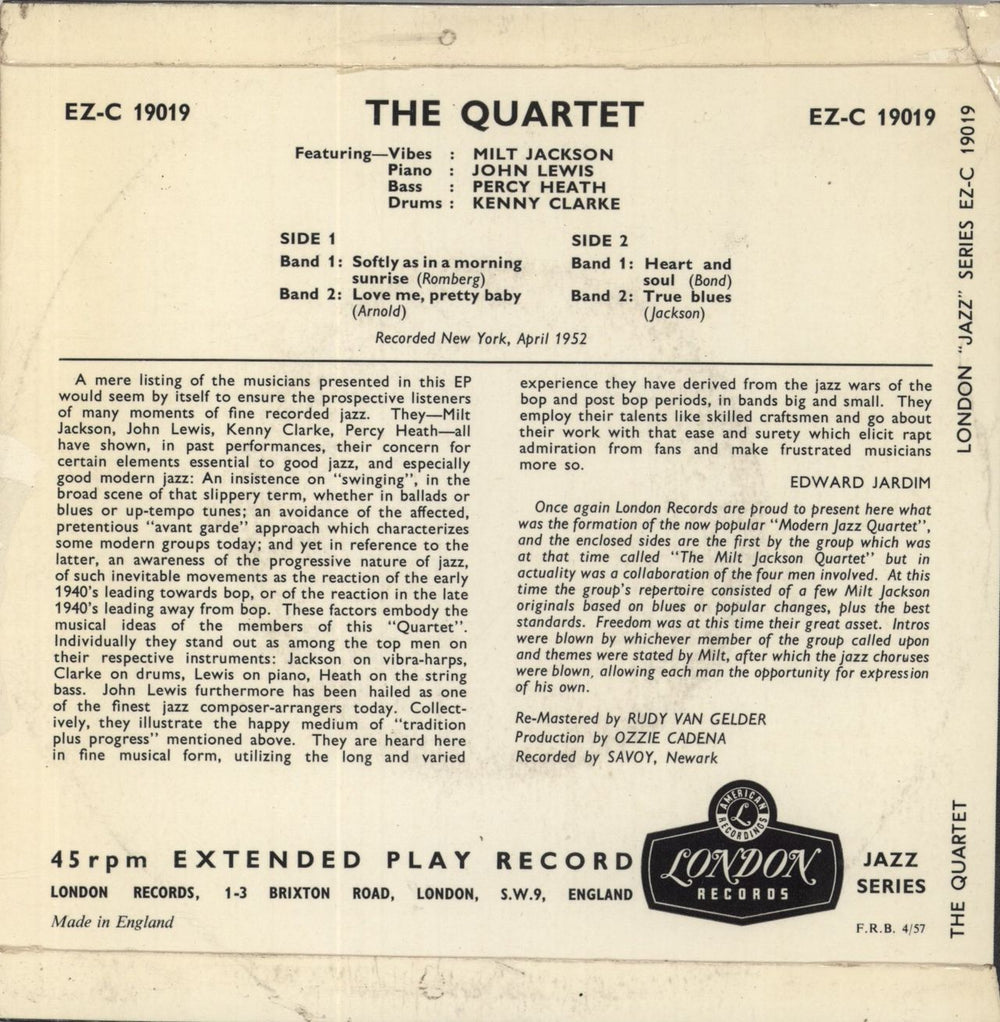 EZ-C 19019
THE QUARTET
EZ-C 19019
Featuring—Vibes : MILT JACKSON
Piano : JOHN LEWIS
Bass : PERCY HEATH
Drums : KENNY CLARKE
SIDE 1
Band 1: Softly as in a morning
sunrise (Romberg)
Band 2: Love me, pretty baby
(Arnold)
SIDE 2
Band 1: Heart and
soul (Bond)
Band 2: True blues
(Jackson)
Recorded New York, April 1952
A mere listing of the musicians presented in this EP
would seem by itself to ensure the prospective listeners
of many moments of fine recorded jazz. They—Milt
Jackson, John Lewis, Kenny Clarke, Percy Heath—all
have shown, in past performances, their concern for
certain elements essential to good jazz, and especially
good modern jazz: An insistence on "swinging", in the
broad scene of that slippery term, whether in ballads or
blues or up-tempo tunes; an avoidance of the affected,
pretentious "avant garde" approach which characterizes
some modern groups today; and yet in reference to the
latter, an awareness of the progressive nature of jazz,
of such inevitable movements as the reaction of the early
1940's leading towards bop, or of the reaction in the late
1940's leading away from bop. These factors embody the
musical ideas of the members of this "Quartet".
Individually they stand out as among the top men on
their respective instruments: Jackson on vibra-harps,
Clarke on drums, Lewis on piano, Heath on the string
bass. John Lewis furthermore has been hailed as one
of the finest jazz composer-arrangers today. Collect-
ively, they illustrate the happy medium of "tradition
plus progress" mentioned above. They are heard here
in fine musical form, utilizing the long and varied
experience they have derived from the jazz wars of the
bop and post bop periods, in bands big and small. They
employ their talents like skilled craftsmen and go about
their work with that ease and surety which elicit rapt
admiration from fans and make frustrated musicians
more so.
EDWARD JARDIM
Once again London Records are proud to present here what
was the formation of the now popular "Modern Jazz Quartet",
and the enclosed sides are the first by the group which was
at that time called "The Milt Jackson Quartet" but in
actuality was a collaboration of the four men involved. At this
time the group's repertoire consisted of a few Milt Jackson
originals based on blues or popular changes, plus the best
standards. Freedom was at this time their great asset. Intros
were blown by whichever member of the group called upon
and themes were stated by Milt, after which the jazz choruses
were blown, allowing each man the opportunity for expression
of his own.
Re-Mastered by RUDY VAN GELDER
Production by OZZIE CADENA
Recorded by SAVOY, Newark
45 rpm EXTENDED PLAY RECORD
LONDON RECORDS, 1-3 BRIXTON ROAD, LONDON, S.W.9, ENGLAND
Made in England
AMERICAN
L
RECORDINGS
LONDON
RECORDS
JAZZ
SERIES
F.R.B. 4/57
LONDON "JAZZ" SERIES EZ-C 19019
THE QUARTET